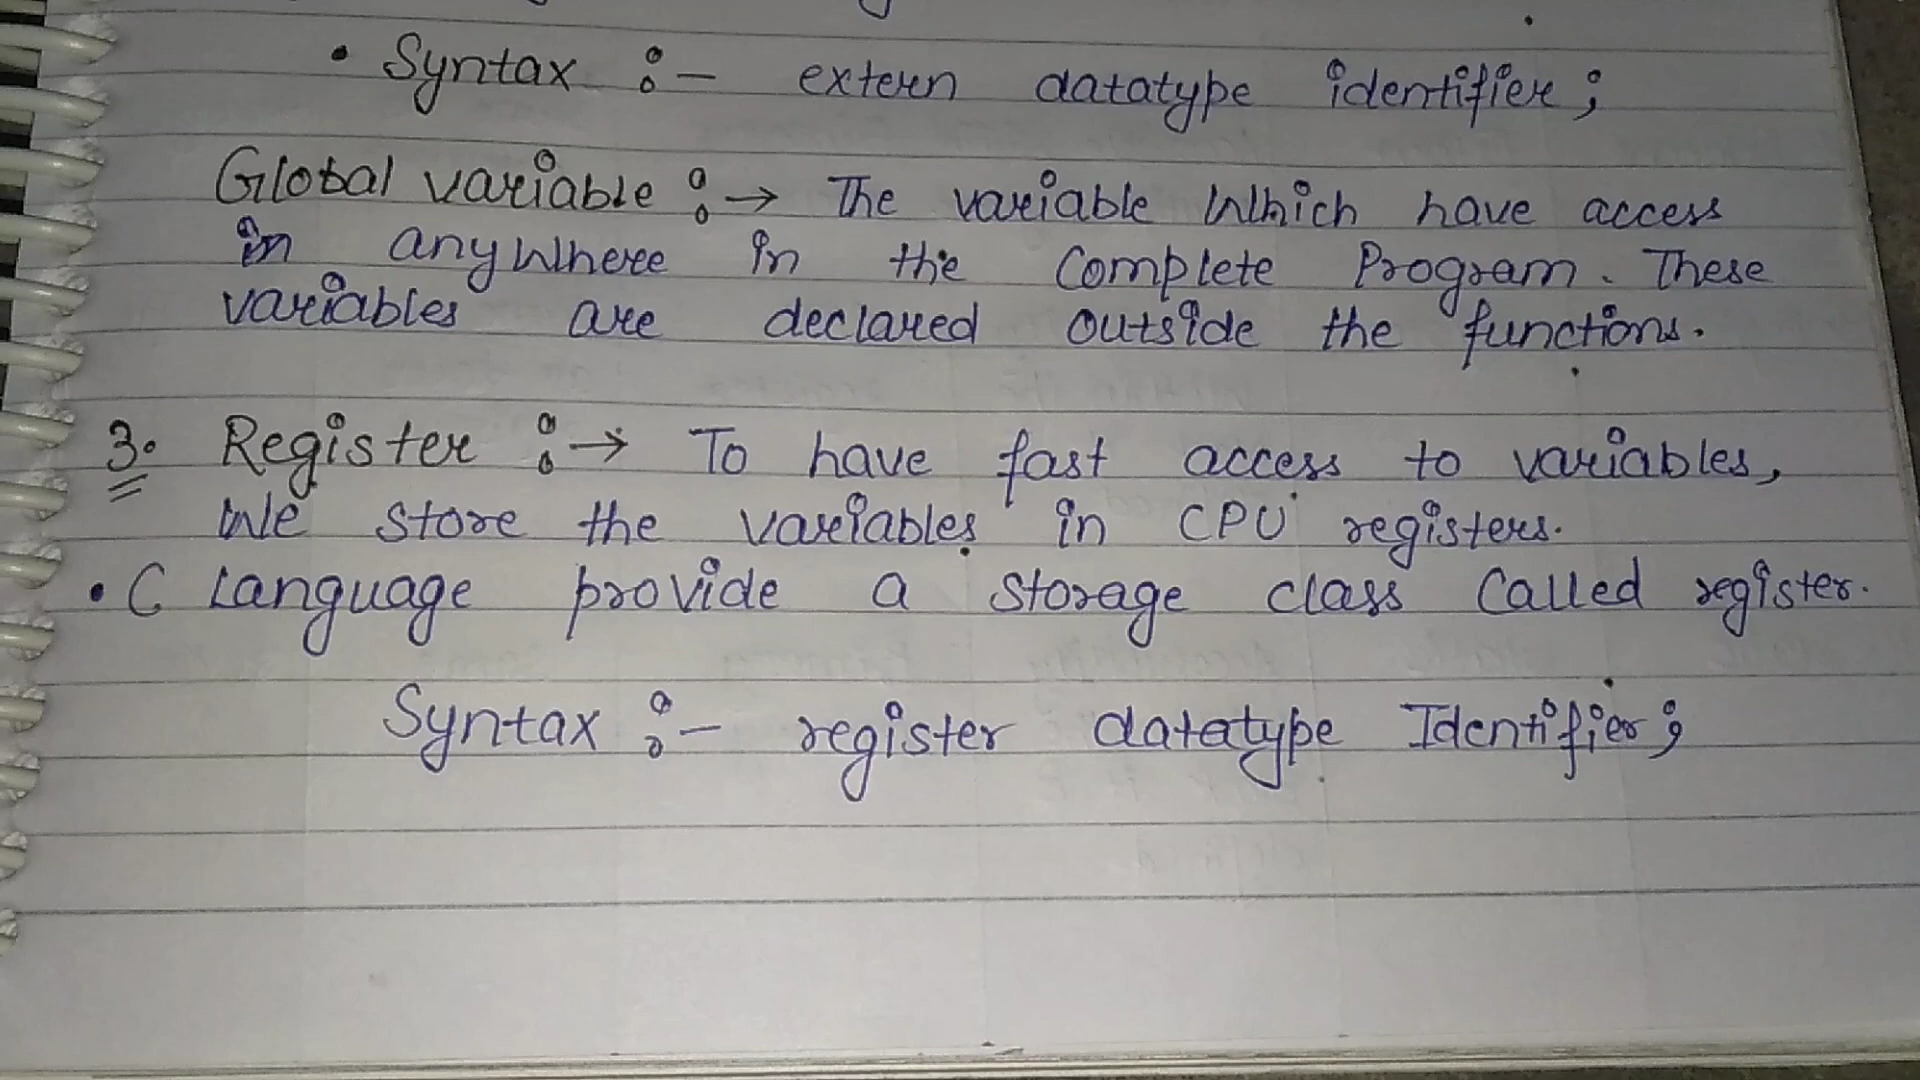 • Syntax :- extern datatype identifier;
Global variable :→ The variable which have access
in anywhere in the complete Program. These
variables are declared outside the functions.
3. Register :→ To have fast access to variables,
we store the variables in CPU registers.
• C Language provide a storage class called register.
Syntax :- register datatype Identifier;